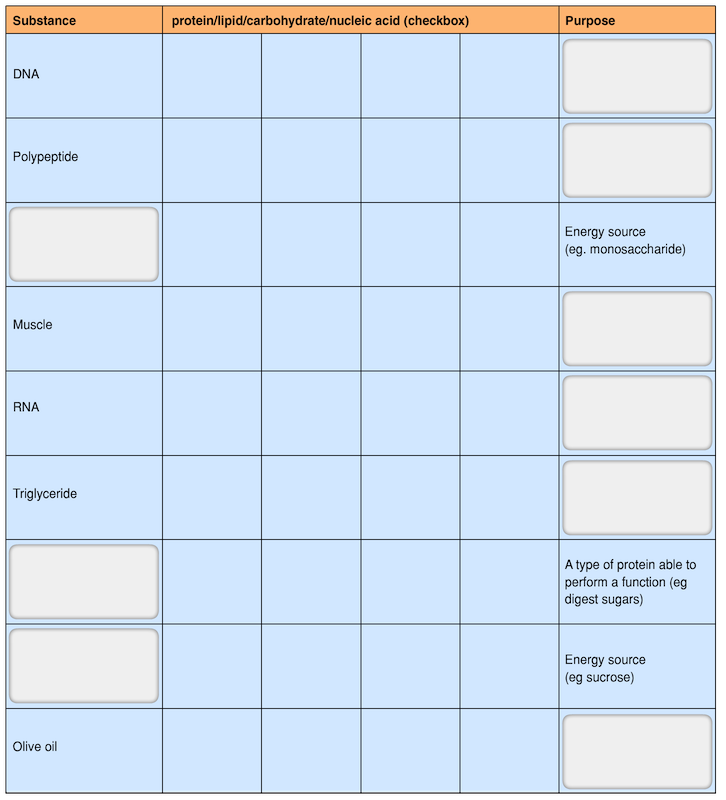 Substance protein/lipid/carbohydrate/nucleic acid (checkbox) Purpose
DNA
Polypeptide
Energy source
(eg. monosaccharide)
Muscle
RNA
Triglyceride
A type of protein able to
perform a function (eg
digest sugars)
Energy source
(eg sucrose)
Olive oil